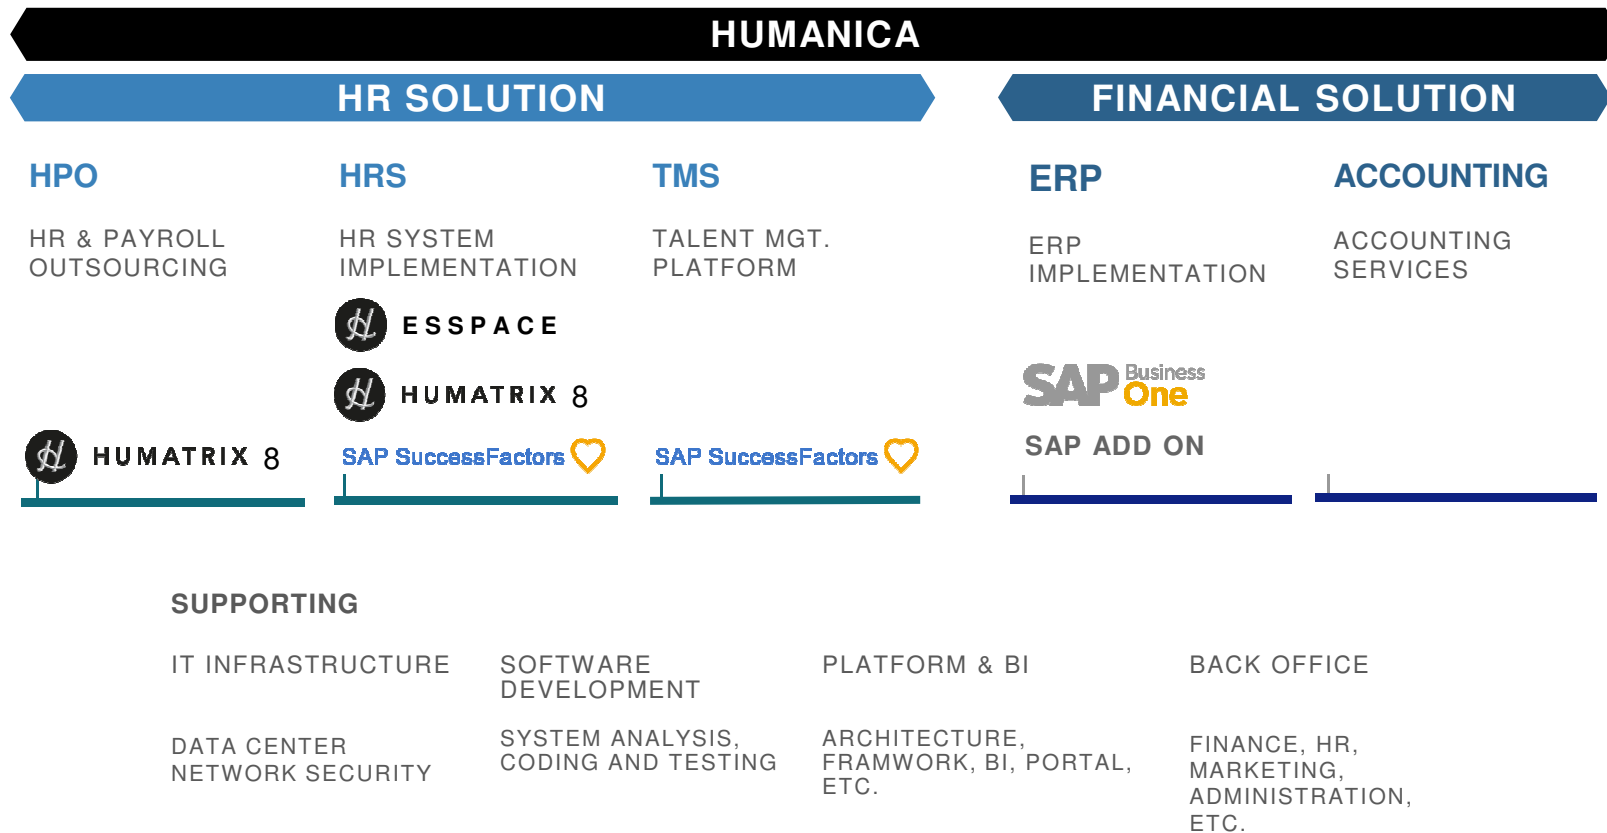 HUMANICA
HR SOLUTION
FINANCIAL SOLUTION
HPO
HR & PAYROLL
OUTSOURCING
HUMATRIX 8
HRS
HR SYSTEM
IMPLEMENTATION
ESSPACE
HUMATRIX 8
SAP SuccessFactors
TMS
TALENT MGT.
PLATFORM
SAP SuccessFactors
ERP
ERP
IMPLEMENTATION
SAP Business
One
SAP ADD ON
ACCOUNTING
ACCOUNTING
SERVICES
SUPPORTING
IT INFRASTRUCTURE
DATA CENTER
NETWORK SECURITY
SOFTWARE
DEVELOPMENT
SYSTEM ANALYSIS,
CODING AND TESTING
PLATFORM & BI
ARCHITECTURE,
FRAMWORK, BI, PORTAL,
ETC.
BACK OFFICE
FINANCE, HR,
MARKETING,
ADMINISTRATION,
ETC.